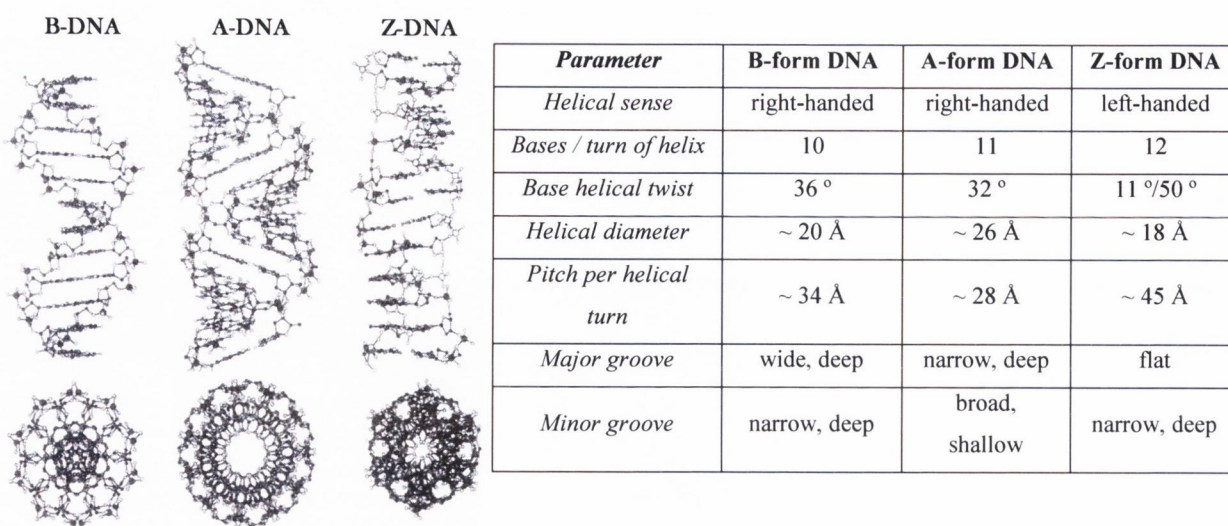 B-DNA A-DNA Z-DNA
Parameter B-form DNA A-form DNA Z-form DNA
Helical sense right-handed right-handed left-handed
Bases / turn of helix 10 11 12
Base helical twist 36 º 32 º 11 º/50 º
Helical diameter ~ 20 Å ~ 26 Å ~ 18 Å
Pitch per helical
turn ~ 34 Å ~ 28 Å ~ 45 Å
Major groove wide, deep narrow, deep flat
Minor groove narrow, deep broad,
shallow narrow, deep